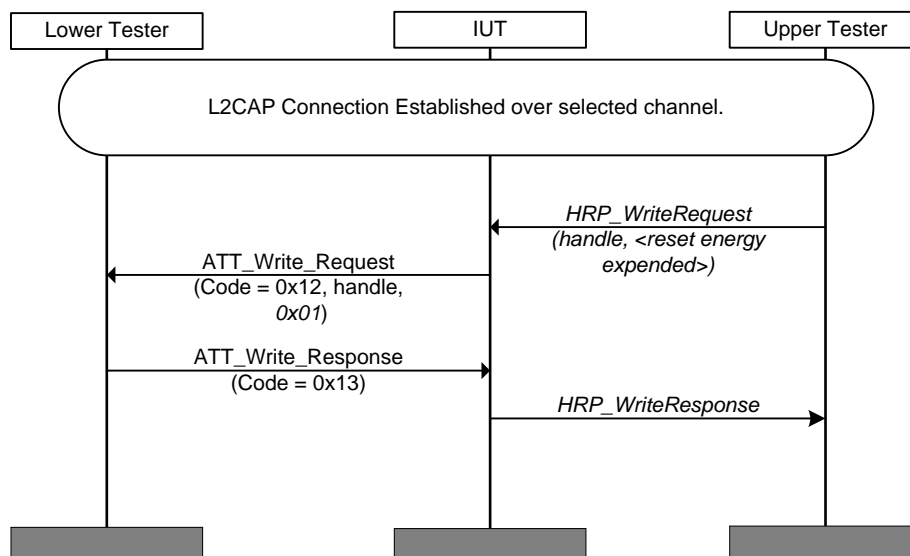 Lower Tester
IUT
Upper Tester
L2CAP Connection Established over selected channel.
HRP_WriteRequest
(handle, <reset energy
expended>)
ATT_Write_Request
(Code = 0x12, handle,
0x01)
ATT_Write_Response
(Code = 0x13)
HRP_WriteResponse